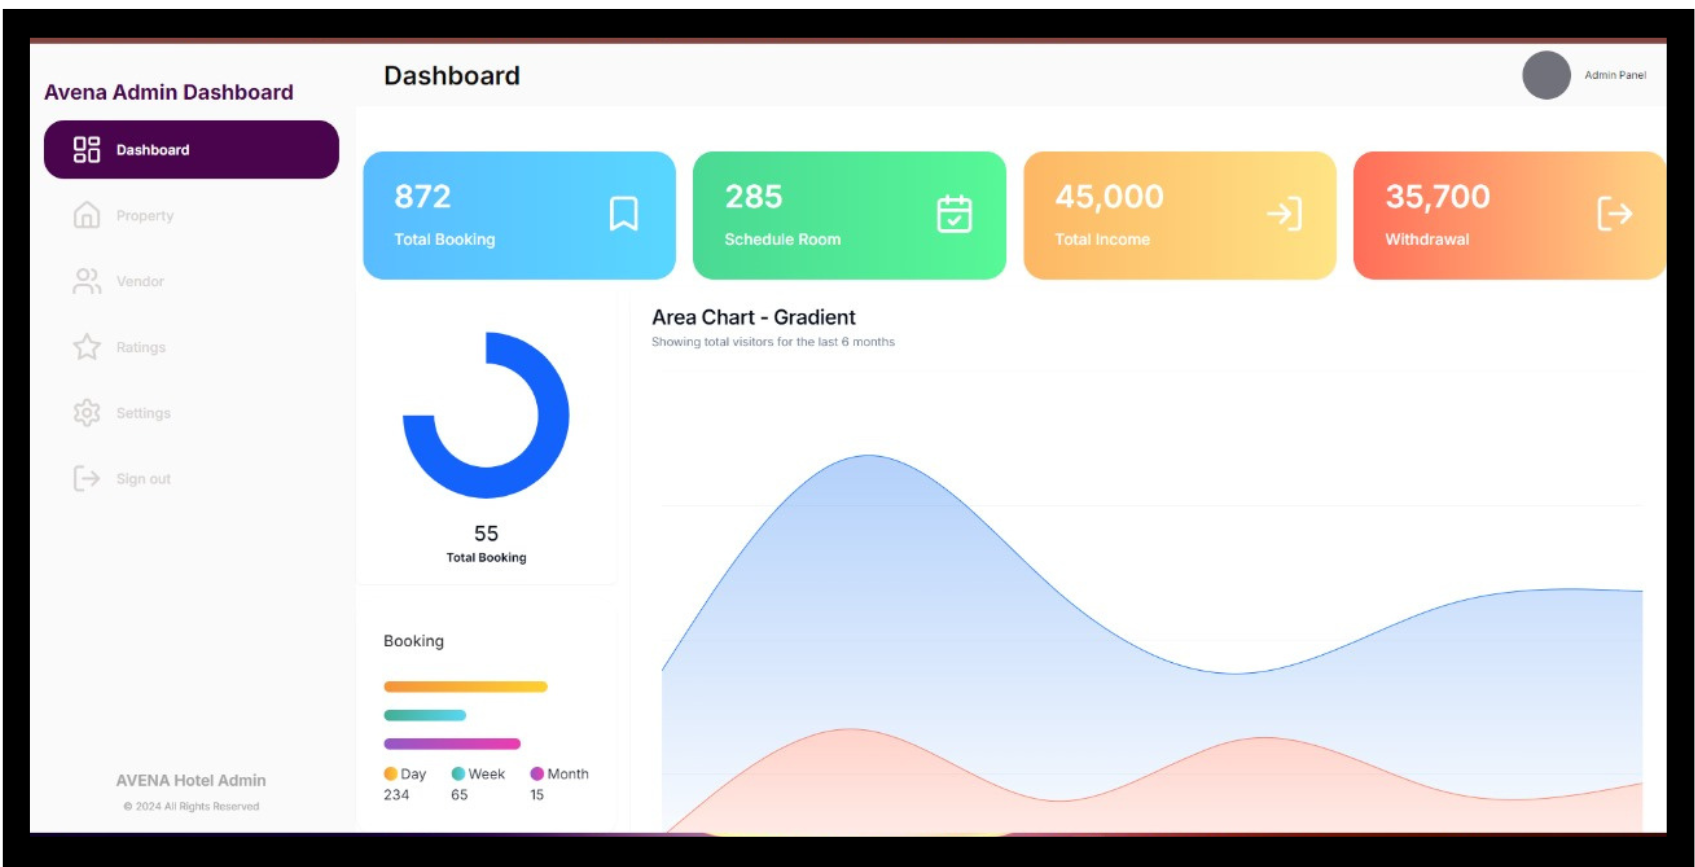 Avena Admin Dashboard
Dashboard
Property
Vendor
Ratings
Settings
Sign out
AVENA Hotel Admin
© 2024 All Rights Reserved
Dashboard
Admin Panel
872
Total Booking
285
Schedule Room
45,000
Total Income
35,700
Withdrawal
55
Total Booking
Booking
Day Week Month
234 65 15
Area Chart - Gradient
Showing total visitors for the last 6 months